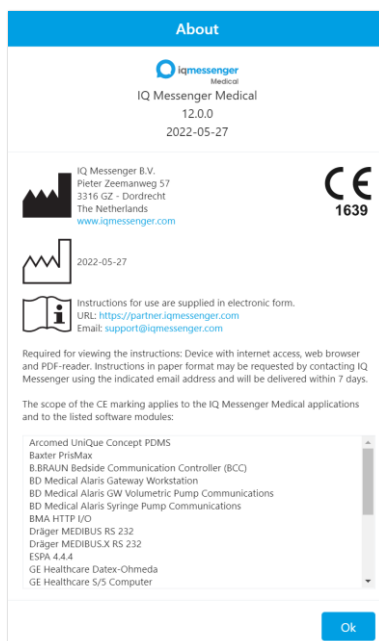 About
iqmessenger
Medical
IQ Messenger Medical
12.0.0
2022-05-27
IQ Messenger B.V.
Pieter Zeemanweg 57
3316 GZ - Dordrecht
The Netherlands
www.iqmessenger.com
CE
1639
2022-05-27
i
Instructions for use are supplied in electronic form.
URL: https://partner.iqmessenger.com
Email: support@iqmessenger.com
Required for viewing the instructions: Device with internet access, web browser
and PDF-reader. Instructions in paper format may be requested by contacting IQ
Messenger using the indicated email address and will be delivered within 7 days.
The scope of the CE marking applies to the IQ Messenger Medical applications
and to the listed software modules:
Arcomed UniQue Concept PDMS
Baxter PrisMax
B.BRAUN Bedside Communication Controller (BCC)
BD Medical Alaris Gateway Workstation
BD Medical Alaris GW Volumetric Pump Communications
BD Medical Alaris Syringe Pump Communications
BMA HTTP I/O
Dräger MEDIBUS RS 232
Dräger MEDIBUS.X RS 232
ESPA 4.4.4
GE Healthcare Datex-Ohmeda
GE Healthcare S/5 Computer
Ok